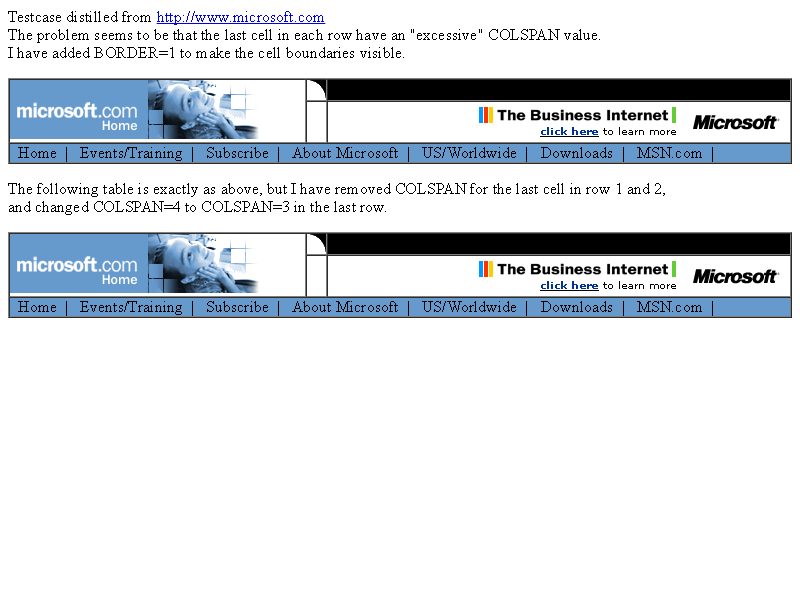 Testcase distilled from http://www.microsoft.com
The problem seems to be that the last cell in each row have an "excessive" COLSPAN value.
I have added BORDER=1 to make the cell boundaries visible.
microsoft.com
Home
The Business Internet
click here to learn more
Microsoft
Home | Events/Training | Subscribe | About Microsoft | US/Worldwide | Downloads | MSN.com |
The following table is exactly as above, but I have removed COLSPAN for the last cell in row 1 and 2,
and changed COLSPAN=4 to COLSPAN=3 in the last row.
microsoft.com
Home
The Business Internet
click here to learn more
Microsoft
Home | Events/Training | Subscribe | About Microsoft | US/Worldwide | Downloads | MSN.com |